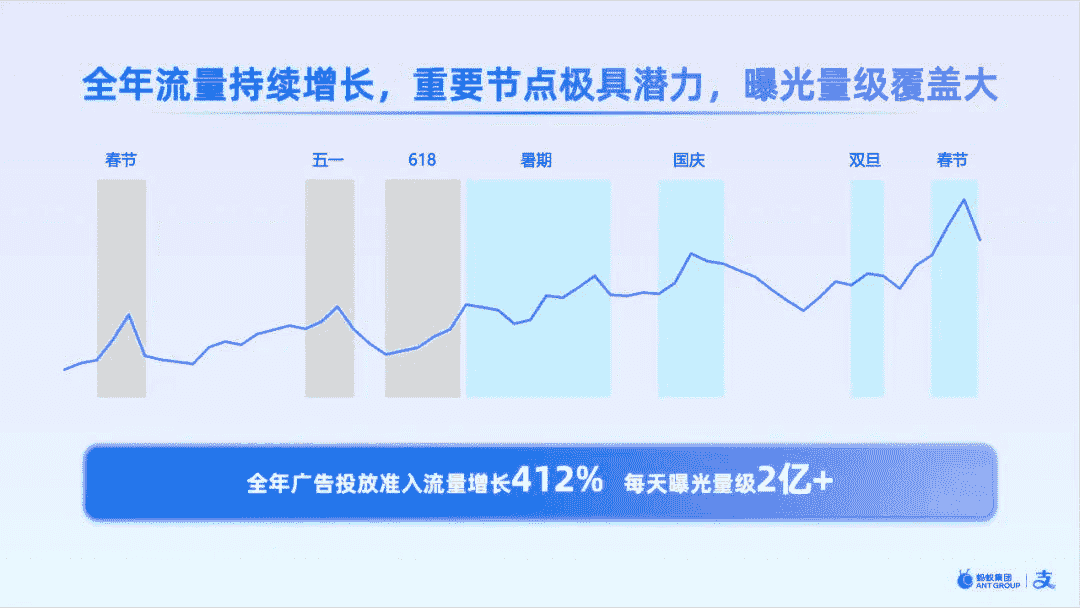 全年流量持续增长，重要节点极具潜力，曝光量级覆盖大
春节 五一 618 暑期 国庆 双旦 春节
全年广告投放准入流量增长412% 每天曝光量级2亿+
蚂蚁集团
ANT GROUP
支